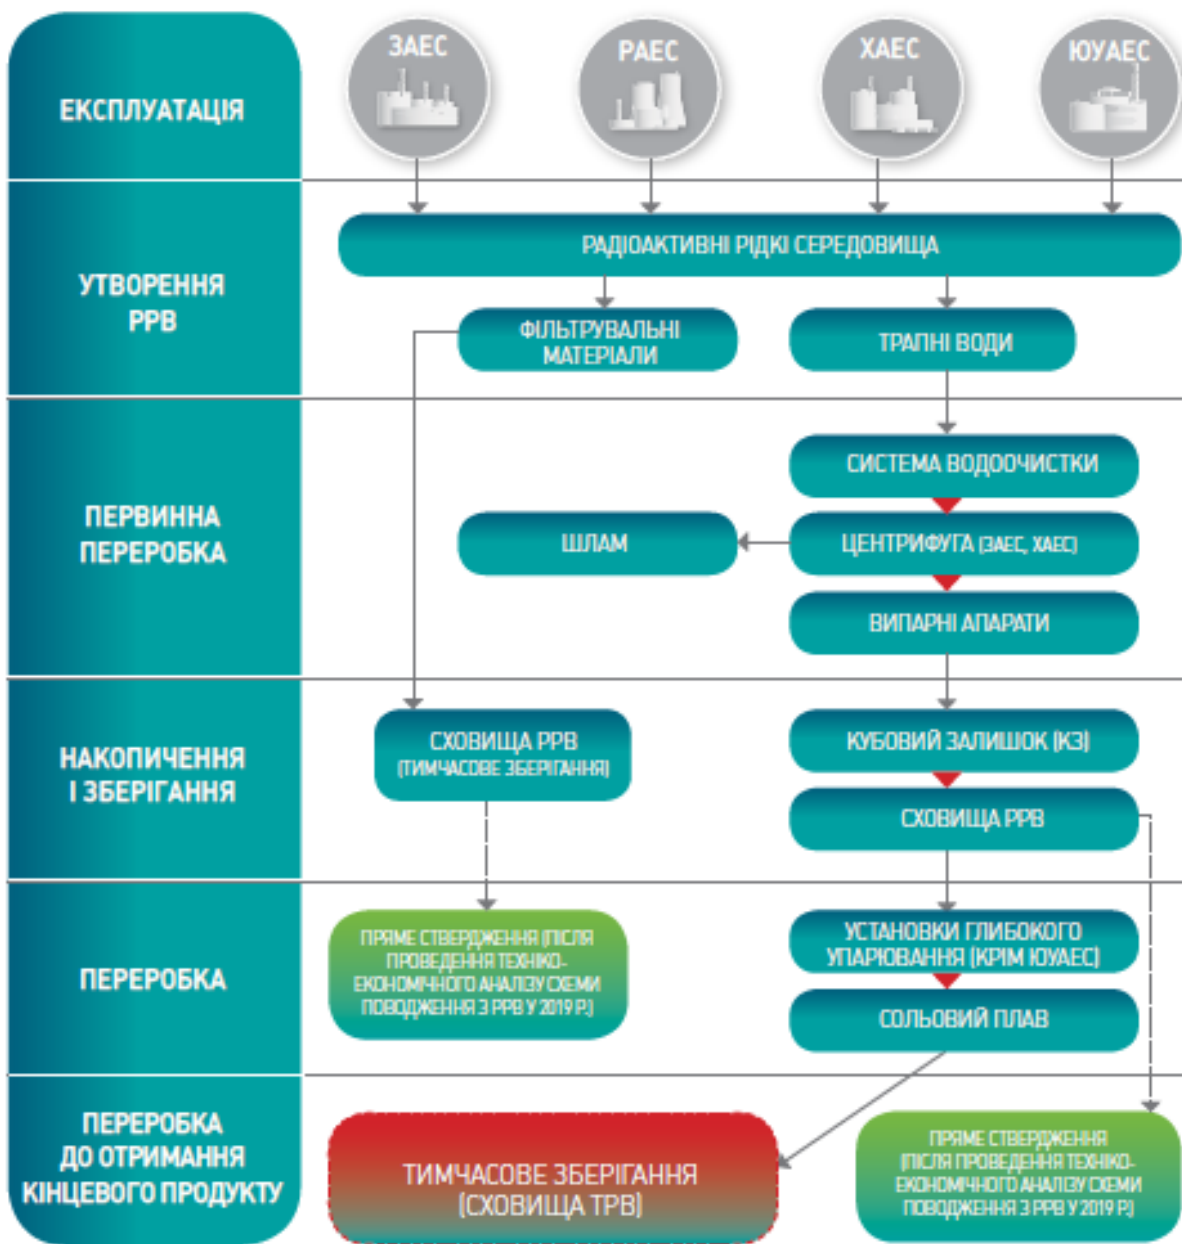 ЕКСПЛУАТАЦІЯ
ЗАЕС
РАЕС
ХАЕС
ЮУАЕС
УТВОРЕННЯ
РРВ
РАДІОАКТИВНІ РІДКІ СЕРЕДОВИЩА
ФІЛЬТРУВАЛЬНІ
МАТЕРІАЛИ
ТРАПНІ ВОДИ
ПЕРВИННА
ПЕРЕРОБКА
СИСТЕМА ВОДООЧИСТКИ
ШЛАМ
ЦЕНТРИФУГА (ЗАЕС, ХАЕС)
ВИПАРНІ АПАРАТИ
НАКОПИЧЕННЯ
І ЗБЕРІГАННЯ
СХОВИЩА РРВ
(ТИМЧАСОВЕ ЗБЕРІГАННЯ)
КУБОВИЙ ЗАЛИШОК (КЗ)
СХОВИЩА РРВ
ПЕРЕРОБКА
ПРЯМЕ СТВЕРДЖЕННЯ (ПІСЛЯ
ПРОВЕДЕННЯ ТЕХНІКО-
ЕКОНОМІЧНОГО АНАЛІЗУ СХЕМИ
ПОВОДЖЕННЯ З РРВ У 2019 Р.)
УСТАНОВКИ ГЛИБОКОГО
УПАРЮВАННЯ (КРІМ ЮУАЕС)
СОЛЬОВИЙ ПЛАВ
ПЕРЕРОБКА
ДО ОТРИМАННЯ
КІНЦЕВОГО ПРОДУКТУ
ТИМЧАСОВЕ ЗБЕРІГАННЯ
(СХОВИЩА ТРВ)
ПРЯМЕ СТВЕРДЖЕННЯ
(ПІСЛЯ ПРОВЕДЕННЯ ТЕХНІКО-
ЕКОНОМІЧНОГО АНАЛІЗУ СХЕМИ
ПОВОДЖЕННЯ З РРВ У 2019 Р.)